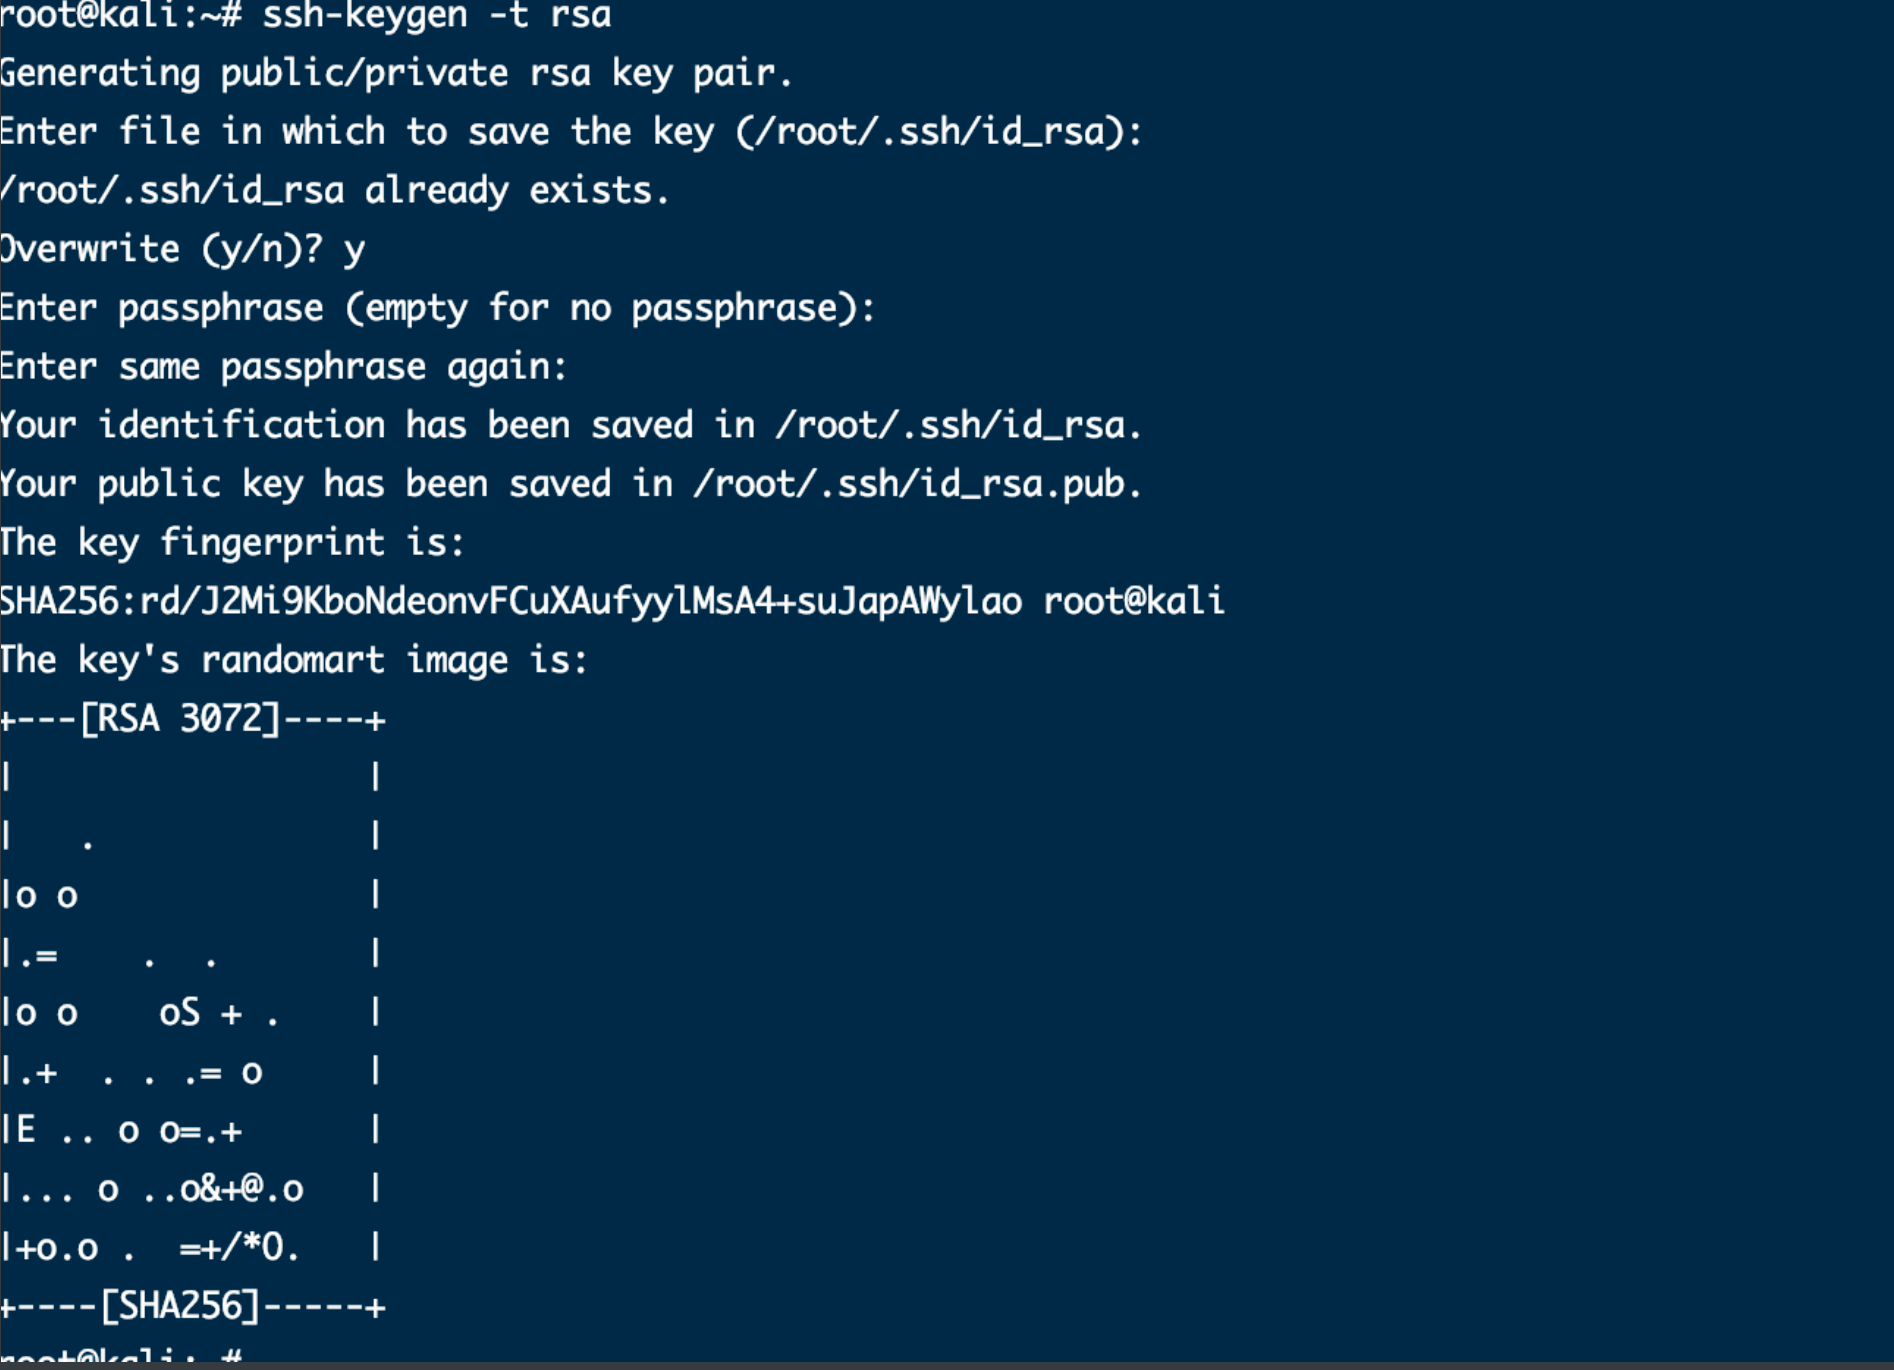 root@kali:~# ssh-keygen -t rsa
Generating public/private rsa key pair.
Enter file in which to save the key (/root/.ssh/id_rsa):
/root/.ssh/id_rsa already exists.
Overwrite (y/n)? y
Enter passphrase (empty for no passphrase):
Enter same passphrase again:
Your identification has been saved in /root/.ssh/id_rsa.
Your public key has been saved in /root/.ssh/id_rsa.pub.
The key fingerprint is:
SHA256:rd/J2Mi9KboNdeonvFCuXAufyylMsA4+suJapAWylao root@kali
The key's randomart image is:
+---[RSA 3072]----+
|                 |
|   .             |
|o o              |
|.=    .  .       |
|o o    oS + .    |
|.+  . . .= o     |
|E .. o o=.+      |
|... o ..o&+@.o   |
|+o.o .  =+/*O.   |
+----[SHA256]-----+
root@kali:~#